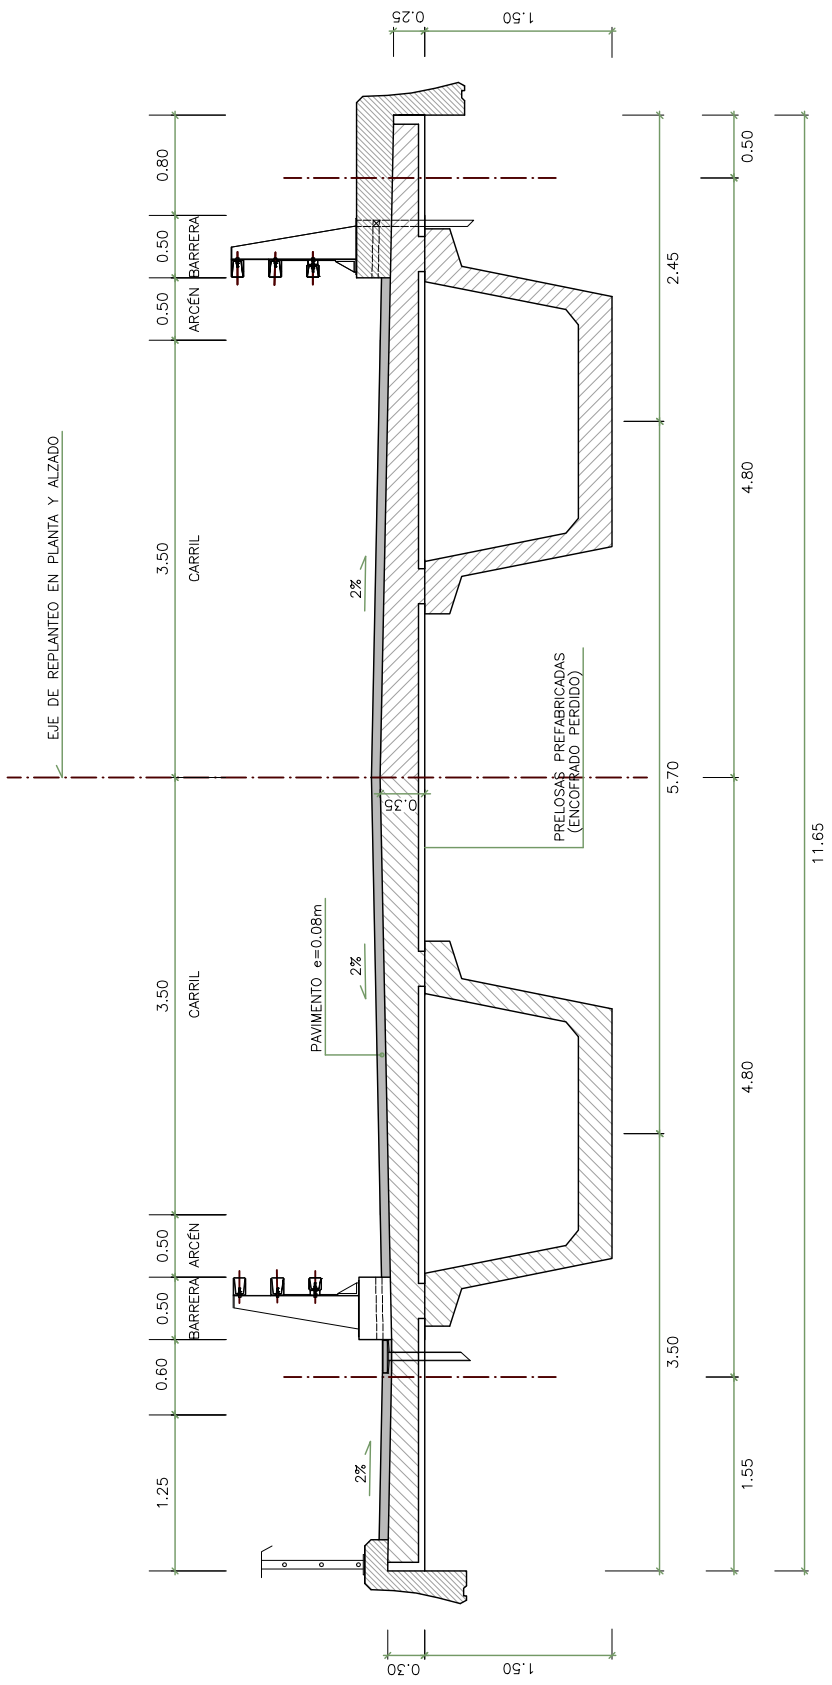 EJE DE REPLANTEO EN PLANTA Y ALZADO
1.25
0.60
0.50
0.50
3.50
3.50
0.50
0.50
0.80
BARRERA
ARCÉN
CARRIL
CARRIL
ARCÉN
BARRERA
PAVIMENTO e=0.08m
2%
2%
2%
0.30
1.50
0.35
0.25
1.50
PRELOSAS PREFABRICADAS
(ENCOFRADO PERDIDO)
3.50
5.70
2.45
1.55
4.80
4.80
0.50
11.65